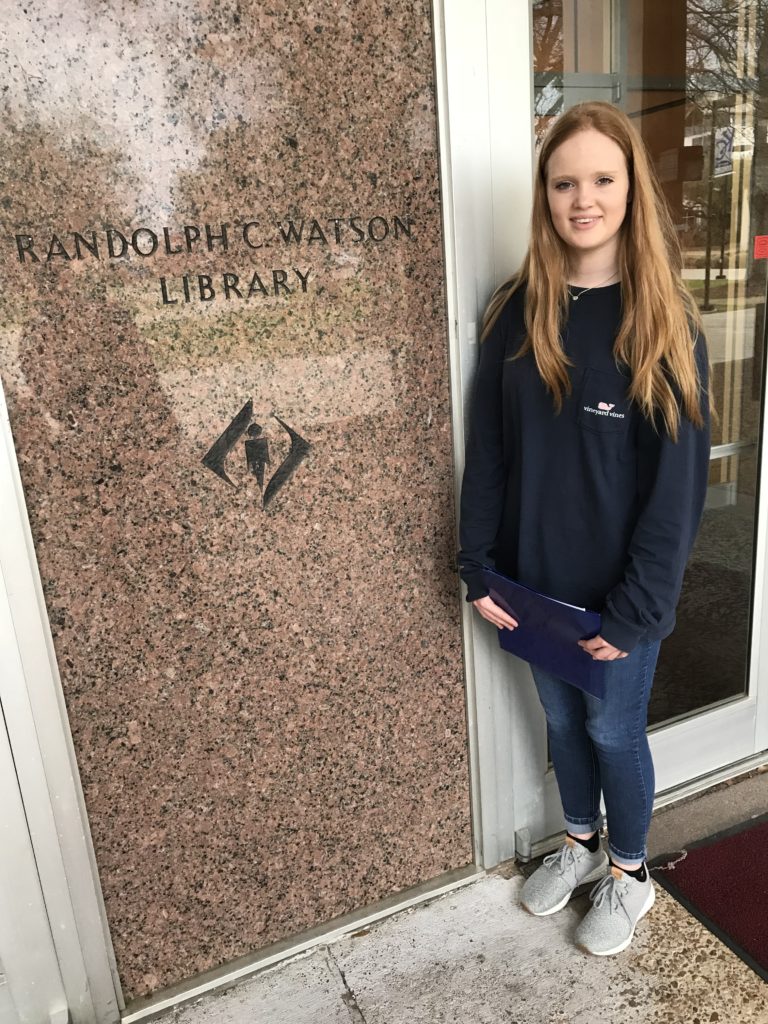 RANDOLPH C. WATSON
LIBRARY
vineyard vines